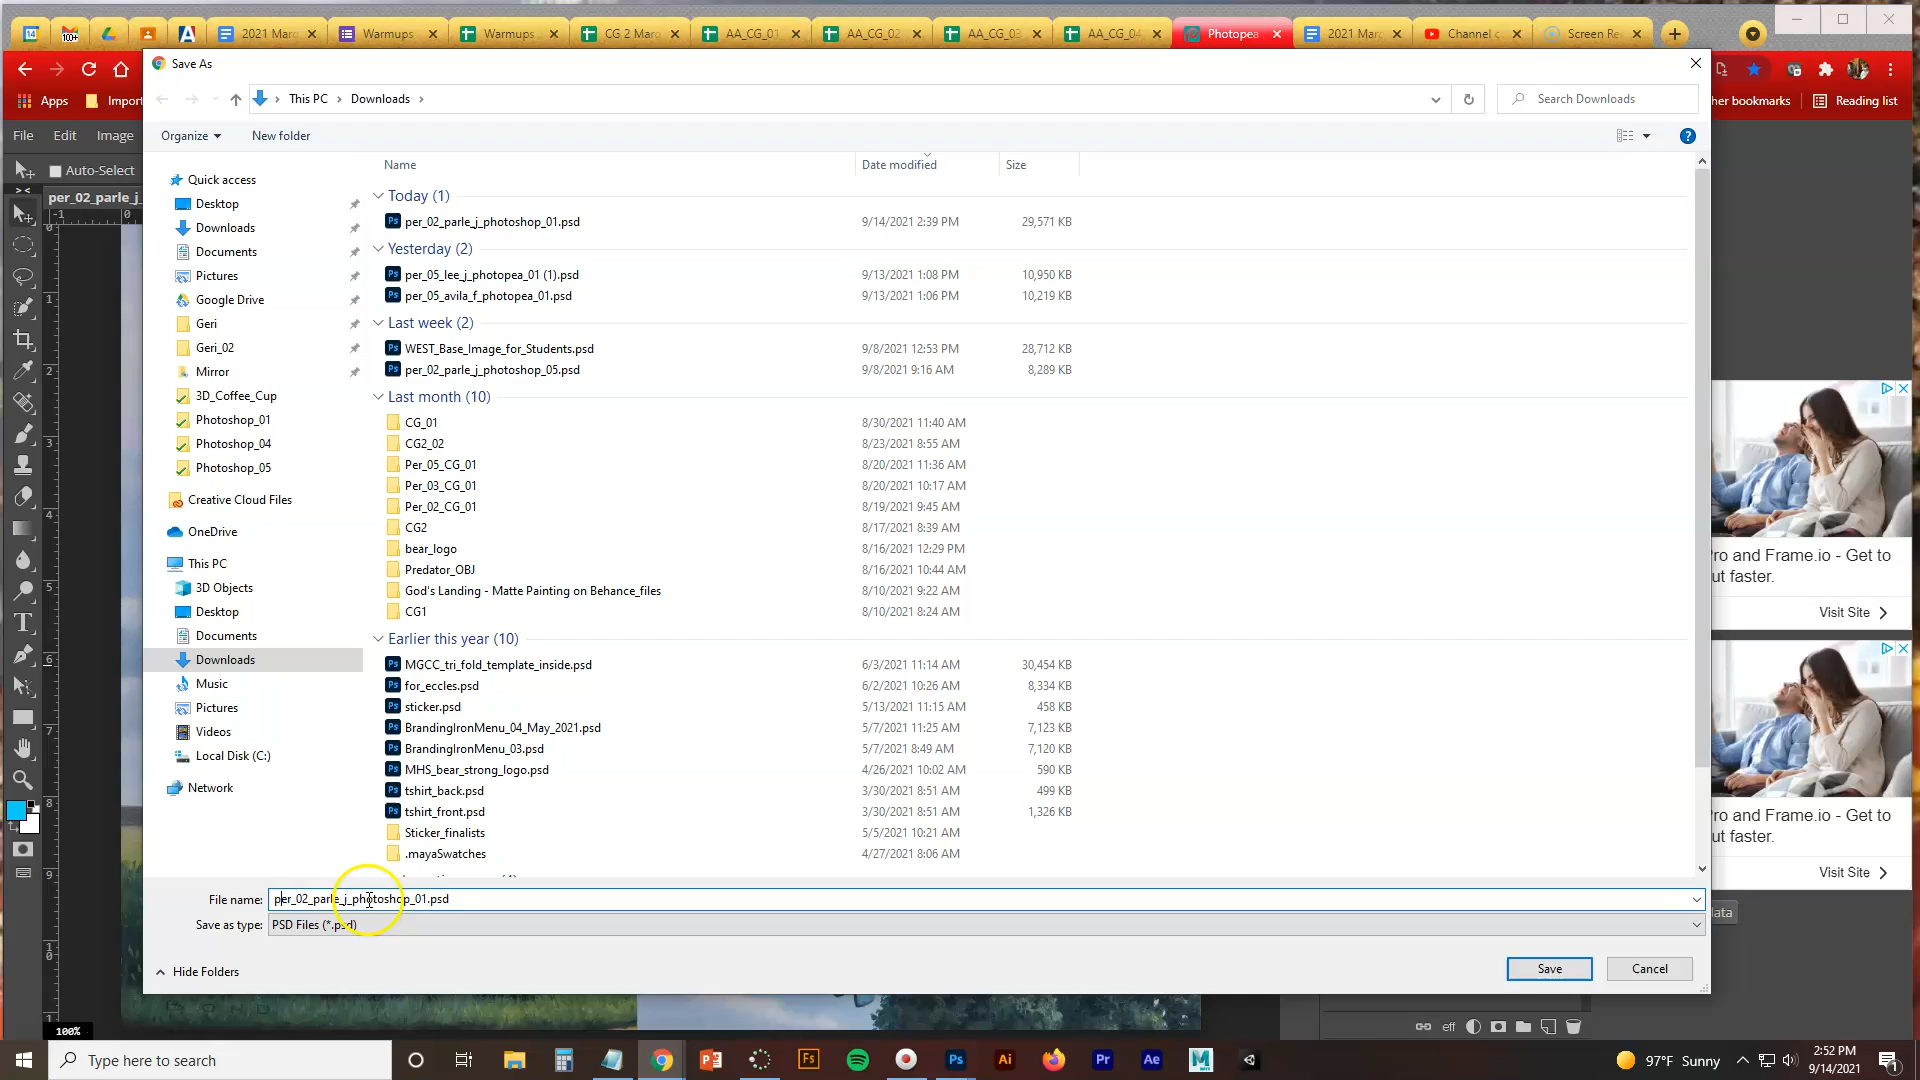 14
100+
2021 Marc
Warmups
Warmups
CG 2 Marc
AA_CG_01
AA_CG_02
AA_CG_03
AA_CG_04
Photopea
2021 Marc
Channel c
Screen Re
Save As
Apps
Import
her bookmarks
Reading list
This PC
Downloads
Search Downloads
File
Edit
Image
Organize
New folder
Auto-Select
per_02_parle_j_
Name
Date modified
Size
Quick access
Desktop
Downloads
Documents
Pictures
Google Drive
Geri
Geri_02
Mirror
3D_Coffee_Cup
Photoshop_01
Photoshop_04
Photoshop_05
Creative Cloud Files
OneDrive
This PC
3D Objects
Desktop
Documents
Downloads
Music
Pictures
Videos
Local Disk (C:)
Network
Today (1)
per_02_parle_j_photoshop_01.psd 9/14/2021 2:39 PM 29,571 KB
Yesterday (2)
per_05_lee_j_photopea_01 (1).psd 9/13/2021 1:08 PM 10,950 KB
per_05_avila_f_photopea_01.psd 9/13/2021 1:06 PM 10,219 KB
Last week (2)
WEST_Base_Image_for_Students.psd 9/8/2021 12:53 PM 28,712 KB
per_02_parle_j_photoshop_05.psd 9/8/2021 9:16 AM 8,289 KB
Last month (10)
CG_01 8/30/2021 11:40 AM
CG2_02 8/23/2021 8:55 AM
Per_05_CG_01 8/20/2021 11:36 AM
Per_03_CG_01 8/20/2021 10:17 AM
Per_02_CG_01 8/19/2021 9:45 AM
CG2 8/17/2021 8:39 AM
bear_logo 8/16/2021 12:29 PM
Predator_OBJ 8/16/2021 10:44 AM
God's Landing - Matte Painting on Behance_files 8/10/2021 9:22 AM
CG1 8/10/2021 8:24 AM
Earlier this year (10)
MGCC_tri_fold_template_inside.psd 6/3/2021 11:14 AM 30,454 KB
for_eccles.psd 6/2/2021 10:26 AM 8,334 KB
sticker.psd 5/13/2021 11:15 AM 458 KB
BrandingIronMenu_04_May_2021.psd 5/7/2021 11:25 AM 7,123 KB
BrandingIronMenu_03.psd 5/7/2021 8:49 AM 7,120 KB
MHS_bear_strong_logo.psd 4/26/2021 10:02 AM 590 KB
tshirt_back.psd 3/30/2021 8:51 AM 499 KB
tshirt_front.psd 3/30/2021 8:51 AM 1,326 KB
Sticker_finalists 5/5/2021 10:21 AM
.mayaSwatches 4/27/2021 8:06 AM
File name: per_02_parle_j_photoshop_01.psd
Save as type: PSD Files (*.psd)
Hide Folders
Save
Cancel
Pro and Frame.io - Get to
ut faster.
Visit Site
Pro and Frame.io - Get to
ut faster.
Visit Site
data
eff
100%
Type here to search
97°F Sunny
2:52 PM
9/14/2021